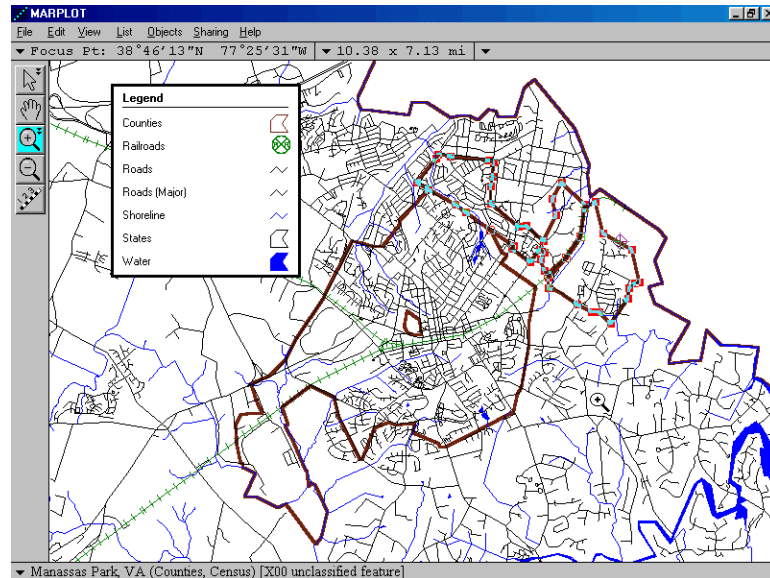 MARPLOT
File Edit View List Objects Sharing Help
Focus Pt: 38°46'13"N 77°25'31"W 10.38 x 7.13 mi
Legend
Counties
Railroads
Roads
Roads (Major)
Shoreline
States
Water
Manassas Park, VA (Counties, Census) [X00 unclassified feature]